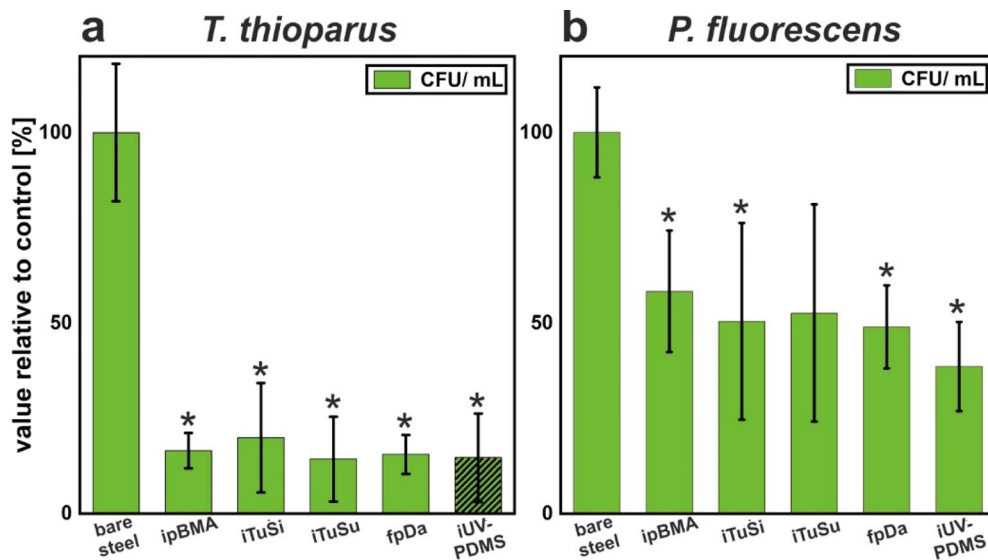 a T. thioparus
CFU/ mL
value relative to control [%]
100
50
0
*
*
*
*
*
bare steel
ipBMA
iTuSi
iTuSu
fpDa
iUV-PDMS
b P. fluorescens
CFU/ mL
100
50
0
*
*
*
*
bare steel
ipBMA
iTuSi
iTuSu
fpDa
iUV-PDMS